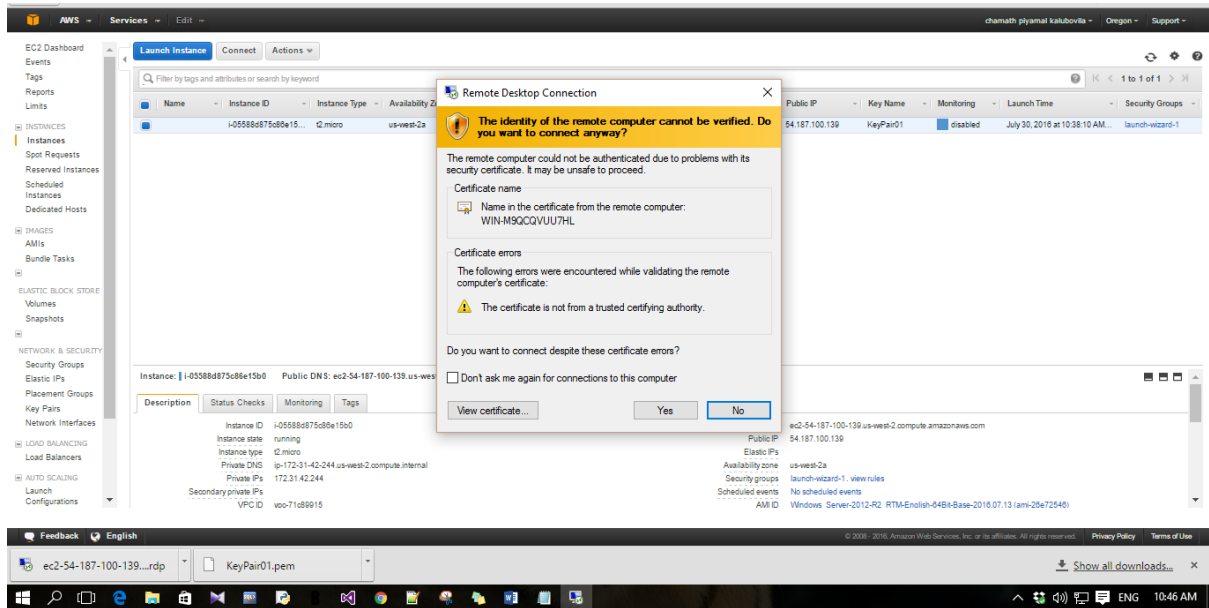 AWS Services Edit chamath piyamal kalubovila Oregon Support
EC2 Dashboard
Events
Tags
Reports
Limits
INSTANCES
Instances
Spot Requests
Reserved Instances
Scheduled
Instances
Dedicated Hosts
IMAGES
AMIs
Bundle Tasks
ELASTIC BLOCK STORE
Volumes
Snapshots
NETWORK & SECURITY
Security Groups
Elastic IPs
Placement Groups
Key Pairs
Network Interfaces
LOAD BALANCING
Load Balancers
AUTO SCALING
Launch
Configurations
Launch Instance Connect Actions
Filter by tags and attributes or search by keyword 1 to 1 of 1
Name Instance ID Instance Type Availability Z Public IP Key Name Monitoring Launch Time Security Groups
i-05588d875c86e15... t2.micro us-west-2a 54.187.100.139 KeyPair01 disabled July 30, 2016 at 10:38:10 AM... launch-wizard-1
Remote Desktop Connection
The identity of the remote computer cannot be verified. Do
you want to connect anyway?
The remote computer could not be authenticated due to problems with its
security certificate. It may be unsafe to proceed.
Certificate name
Name in the certificate from the remote computer:
WIN-M9QCQVUU7HL
Certificate errors
The following errors were encountered while validating the remote
computer's certificate:
The certificate is not from a trusted certifying authority.
Do you want to connect despite these certificate errors?
Don't ask me again for connections to this computer
View certificate... Yes No
Instance: i-05588d875c86e15b0 Public DNS: ec2-54-187-100-139.us-wes
Description Status Checks Monitoring Tags
Instance ID i-05588d875c86e15b0 ec2-54-187-100-139.us-west-2.compute.amazonaws.com
Instance state running Public IP 54.187.100.139
Instance type t2.micro Elastic IPs
Private DNS ip-172-31-42-244.us-west-2.compute.internal Availability zone us-west-2a
Private IPs 172.31.42.244 Security groups launch-wizard-1. view rules
Secondary private IPs Scheduled events No scheduled events
VPC ID vpc-71c89915 AMI ID Windows_Server-2012-R2_RTM-English-64Bit-Base-2016.07.13 (ami-26e72546)
Feedback English © 2008 - 2016, Amazon Web Services, Inc. or its affiliates. All rights reserved. Privacy Policy Terms of Use
ec2-54-187-100-139....rdp KeyPair01.pem Show all downloads...
ENG 10:46 AM